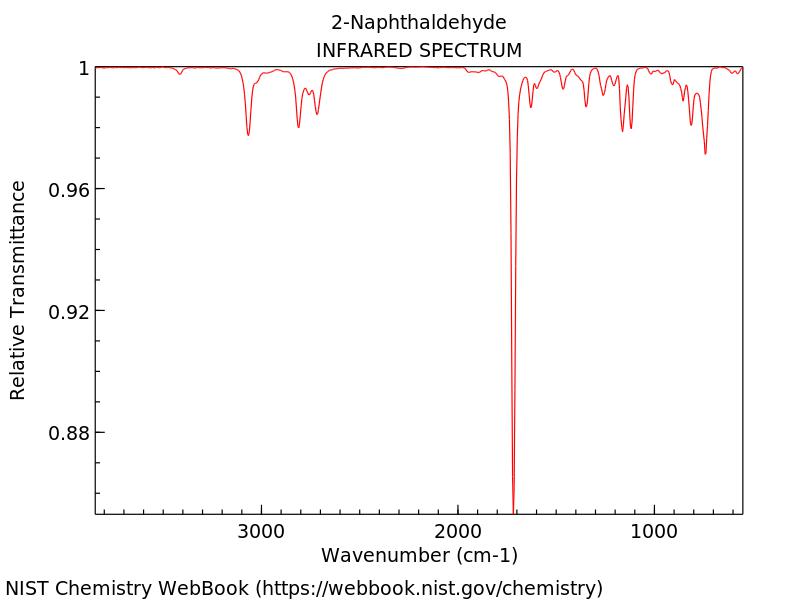 2-Naphthaldehyde
INFRARED SPECTRUM
1
0.96
0.92
0.88
Relative Transmittance
3000 2000 1000
Wavenumber (cm-1)
NIST Chemistry WebBook (https://webbook.nist.gov/chemistry)